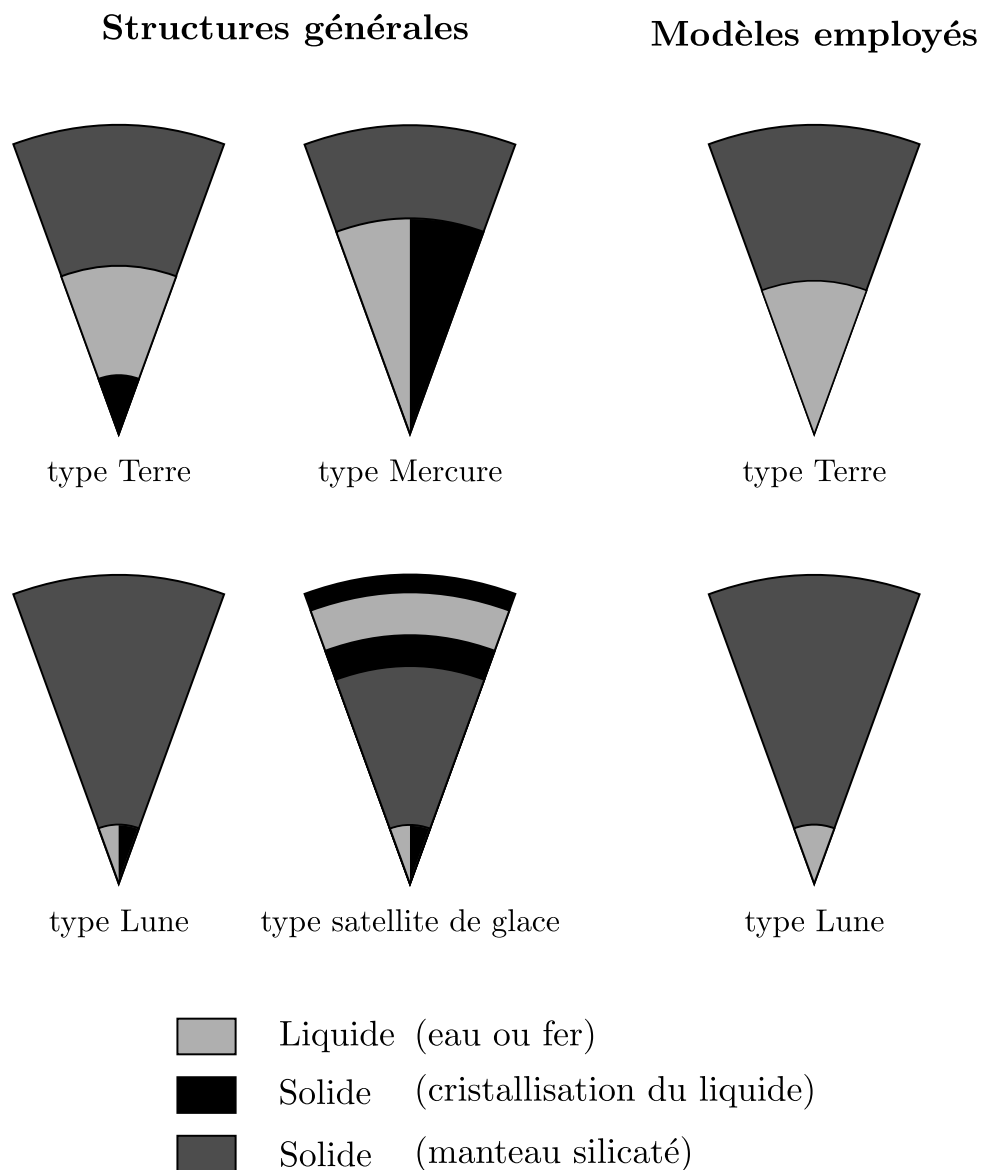 Structures générales
Modèles employés
type Terre
type Mercure
type Terre
type Lune
type satellite de glace
type Lune
Liquide (eau ou fer)
Solide (cristallisation du liquide)
Solide (manteau silicaté)